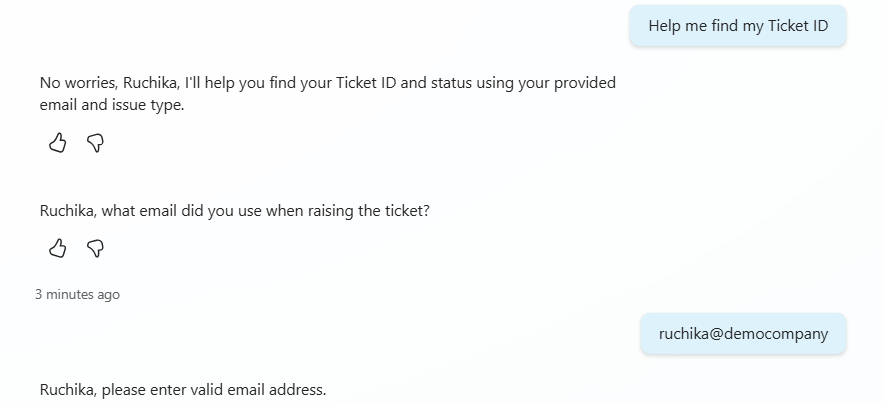 Help me find my Ticket ID
No worries, Ruchika, I'll help you find your Ticket ID and status using your provided
email and issue type.
Ruchika, what email did you use when raising the ticket?
3 minutes ago
ruchika@democompany
Ruchika, please enter valid email address.